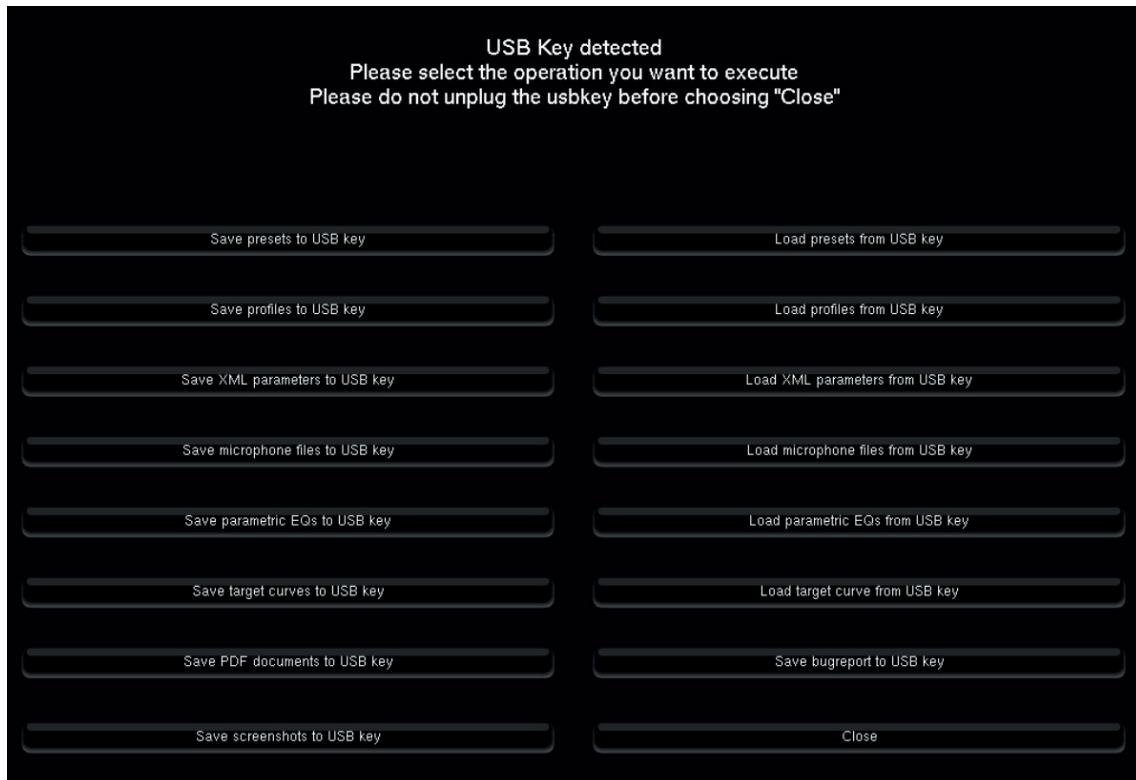 USB Key detected
Please select the operation you want to execute
Please do not unplug the usbkey before choosing "Close"
Save presets to USB key
Load presets from USB key
Save profiles to USB key
Load profiles from USB key
Save XML parameters to USB key
Load XML parameters from USB key
Save microphone files to USB key
Load microphone files from USB key
Save parametric EQs to USB key
Load parametric EQs from USB key
Save target curves to USB key
Load target curve from USB key
Save PDF documents to USB key
Save bugreport to USB key
Save screenshots to USB key
Close